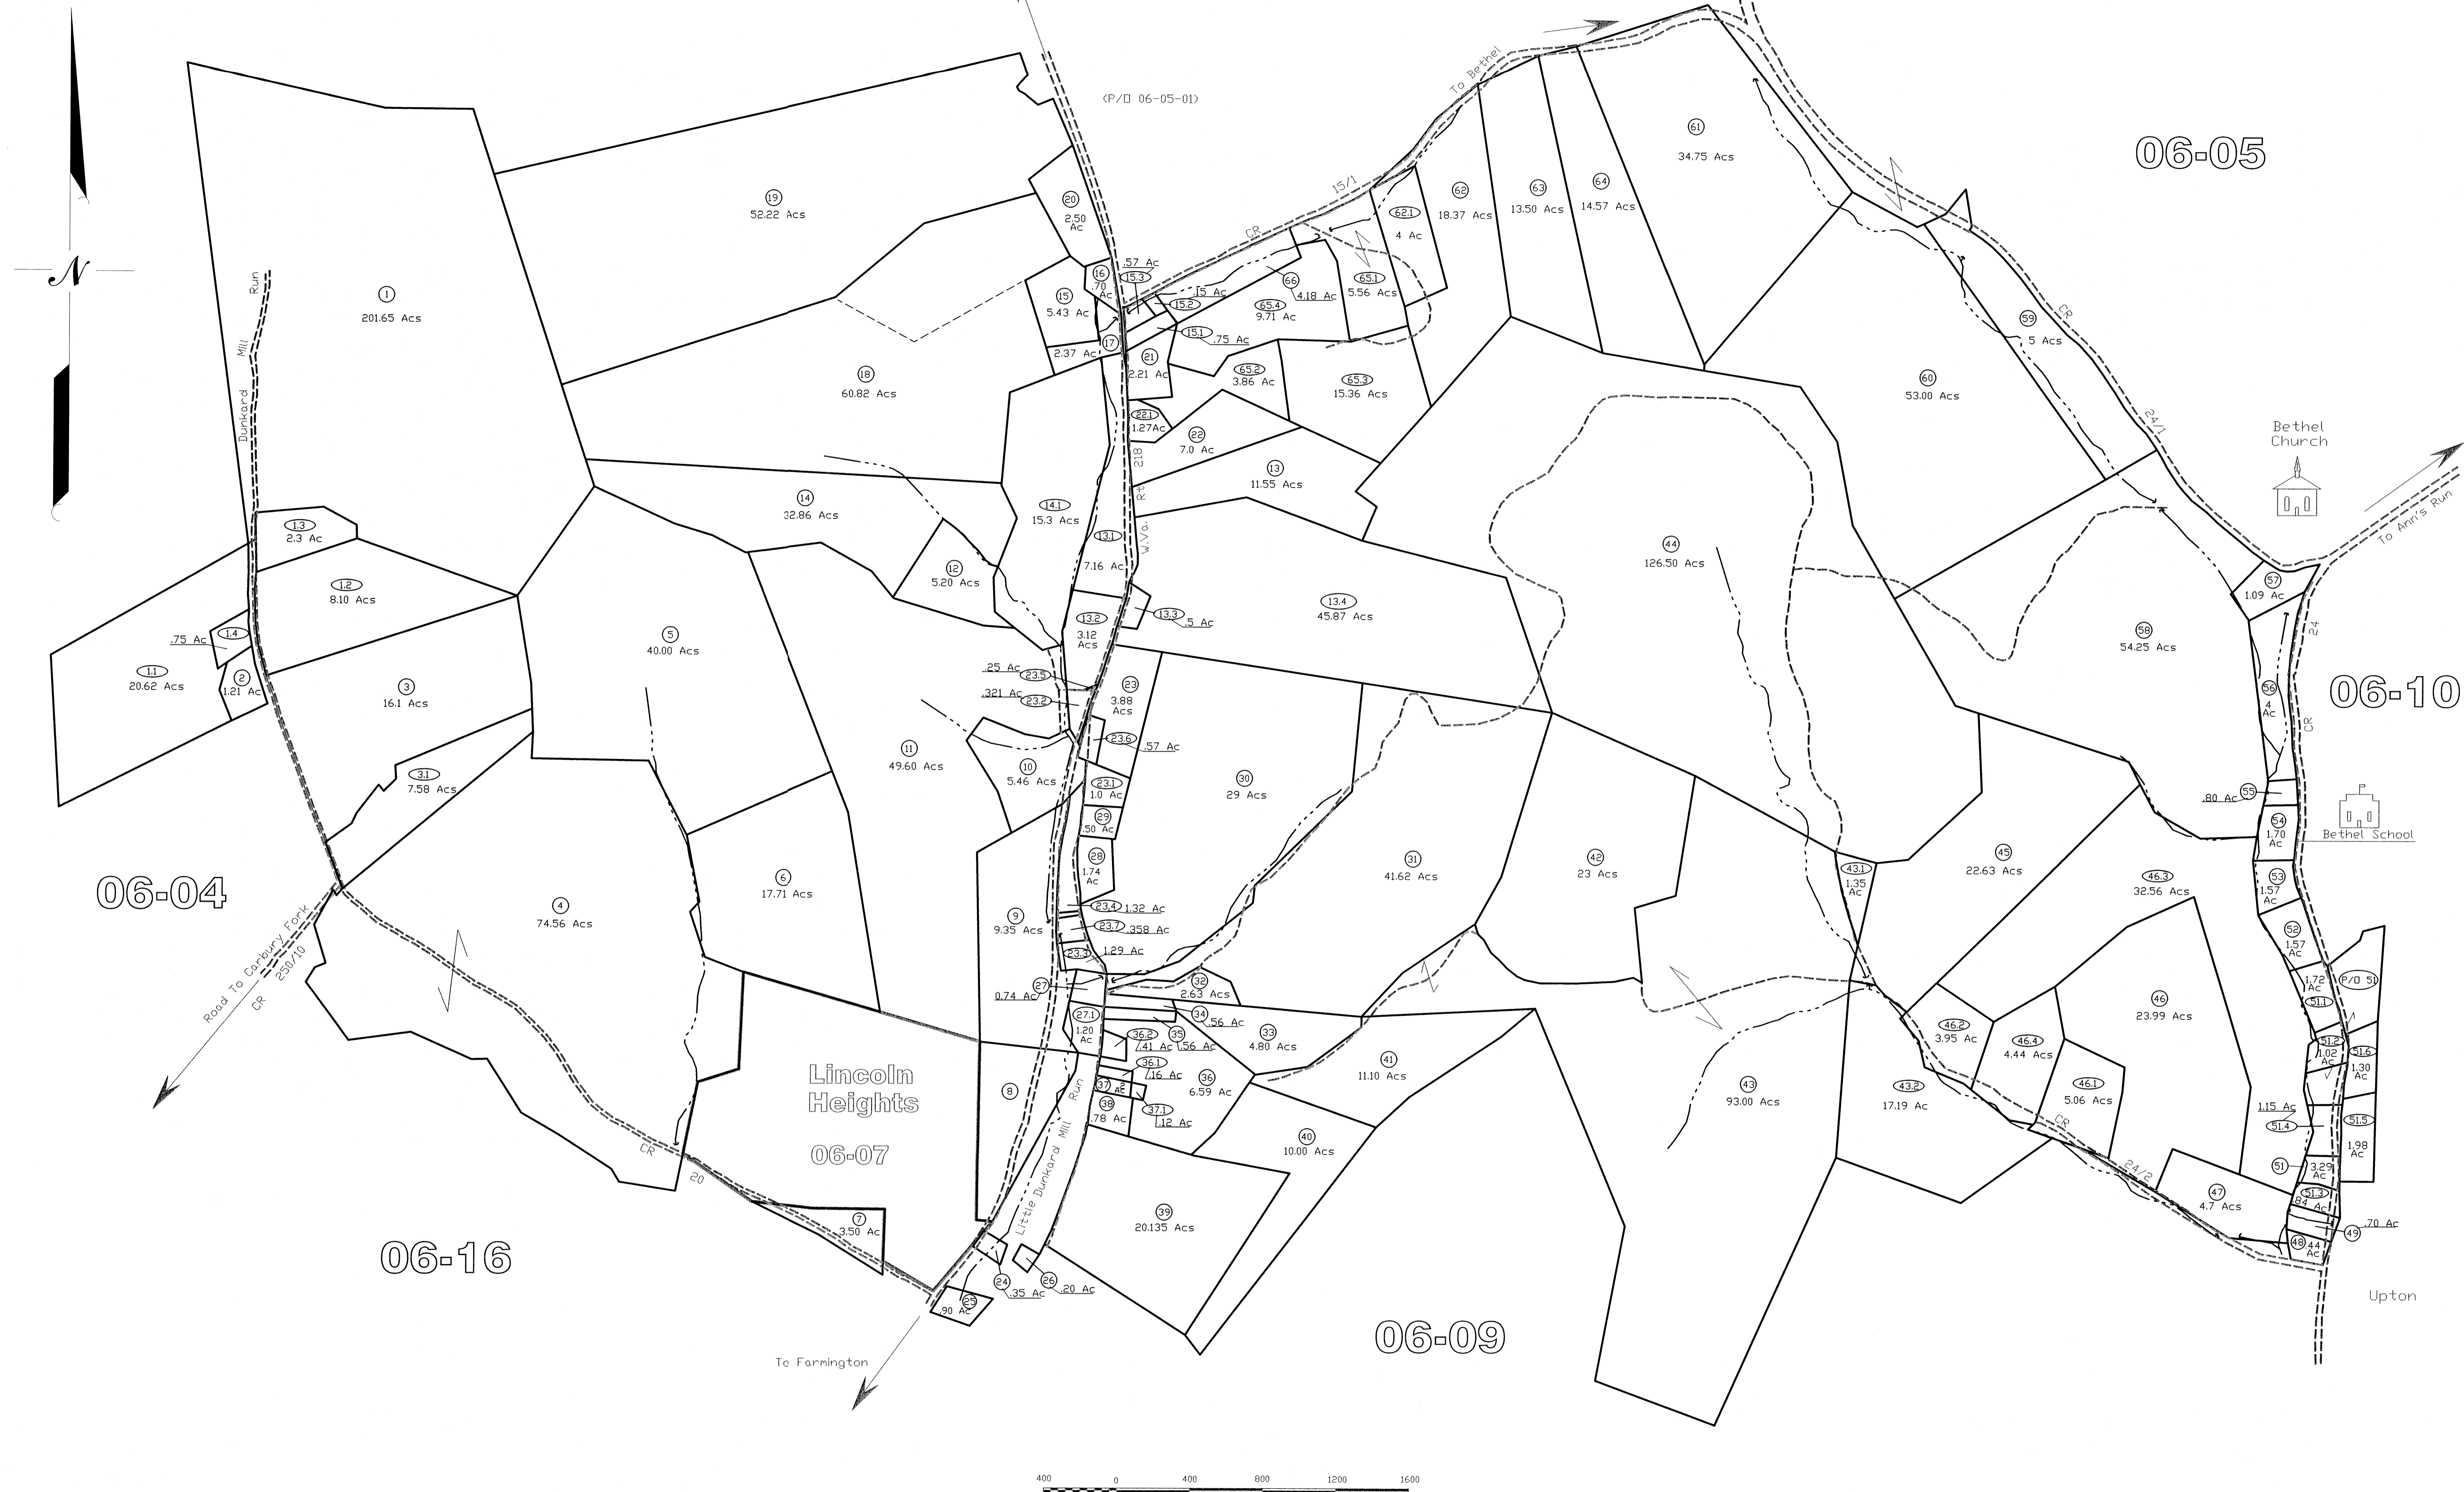 (P/O 06-05-01)
To Bethel
06-05
N
1
201.65 Acs
Dunkard Mill Run
19
52.22 Acs
20
2.50
Ac
16
.70
Ac
15
5.43 Ac
2.37 Ac
17
.57 Ac
15.3
.15 Ac
15.2
15.1
.75 Ac
CR
15/1
66
4.18 Ac
65.4
9.71 Ac
65.1
5.56 Ac
62.1
4 Ac
62
18.37 Acs
63
13.50 Acs
64
14.57 Acs
61
34.75 Acs
59
5 Acs
CR
24/1
60
53.00 Acs
Bethel
Church
To Ann's Run
18
60.82 Acs
21
2.21 Ac
65.2
3.86 Ac
65.3
15.36 Acs
22.1
1.27Ac
22
7.0 Ac
13
11.55 Acs
W.Va. Rt 218
14
32.86 Acs
14.1
15.3 Acs
13.1
7.16 Ac
12
5.20 Acs
13.2
3.12
Acs
13.3
.5 Ac
13.4
45.87 Acs
44
126.50 Acs
57
1.09 Ac
58
54.25 Acs
24
CR
06-10
56
4
Ac
1.3
2.3 Ac
1.2
8.10 Acs
1.4
.75 Ac
1.1
20.62 Acs
2
1.21 Ac
3
16.1 Acs
3.1
7.58 Acs
5
40.00 Acs
.25 Ac
23.5
.321 Ac
23.2
23
3.88
Acs
23.6
.57 Ac
11
49.60 Acs
10
5.46 Acs
23.1
1.0 Ac
29
.50 Ac
28
1.74
Ac
30
29 Acs
31
41.62 Acs
42
23 Acs
43.1
1.35
Ac
45
22.63 Acs
46.3
32.56 Acs
.80 Ac
55
54
1.70
Ac
Bethel School
53
1.57
Ac
52
1.57
Ac
06-04
Road To Carbury Fork
CR 250/10
4
74.56 Acs
6
17.71 Acs
9
9.35 Acs
23.4
1.32 Ac
23.7
.358 Ac
23.3
1.29 Ac
27
0.74 Ac
27.1
1.20
Ac
32
2.63 Acs
34
.56 Ac
35
.56 Ac
33
4.80 Acs
36.2
7.41 Ac
36.1
7.16 Ac
36
6.59 Ac
37
.2
Ac
37.1
.12 Ac
38
.78 Ac
41
11.10 Acs
40
10.00 Acs
39
20.135 Acs
43
93.00 Acs
43.2
17.19 Ac
46.2
3.95 Ac
46.4
4.44 Ac
46.1
5.06 Ac
46
23.99 Acs
1.72
Ac
51.1
P/O 51
51.2
1.02
Ac
51.6
1.30
Ac
1.15 Ac
51.4
51.5
1.98
Ac
51
3.29
Ac
51.3
.84 Ac
47
4.7 Acs
.70 Ac
49
48
.44
Ac
CR
24/2
Upton
Lincoln
Heights
06-07
8
Little Dunkard Mill Run
CR
20
7
3.50 Ac
06-16
24
.35 Ac
26
.20 Ac
25
.90 Ac
To Farmington
06-09
400 0 400 800 1200 1600